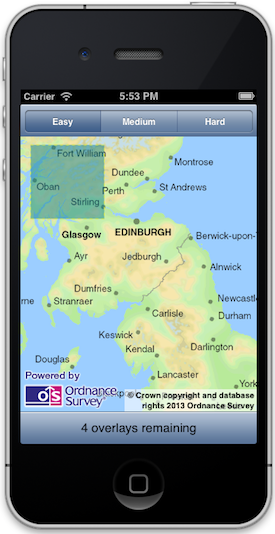 Carrier 5:53 PM
Easy Medium Hard
Fort William
Montrose
Dundee
Oban
Perth
St Andrews
Stirling
Glasgow
EDINBURGH
Berwick-upon-T
Ayr
Jedburgh
Alnwick
Dumfries
Newcastl
Stranraer
Carlisle
Durham
Keswick
Darlington
Douglas
Kendal
Lancaster
York
Powered by
os Ordnance
Survey®
© Crown copyright and database
rights 2013 Ordnance Survey
4 overlays remaining